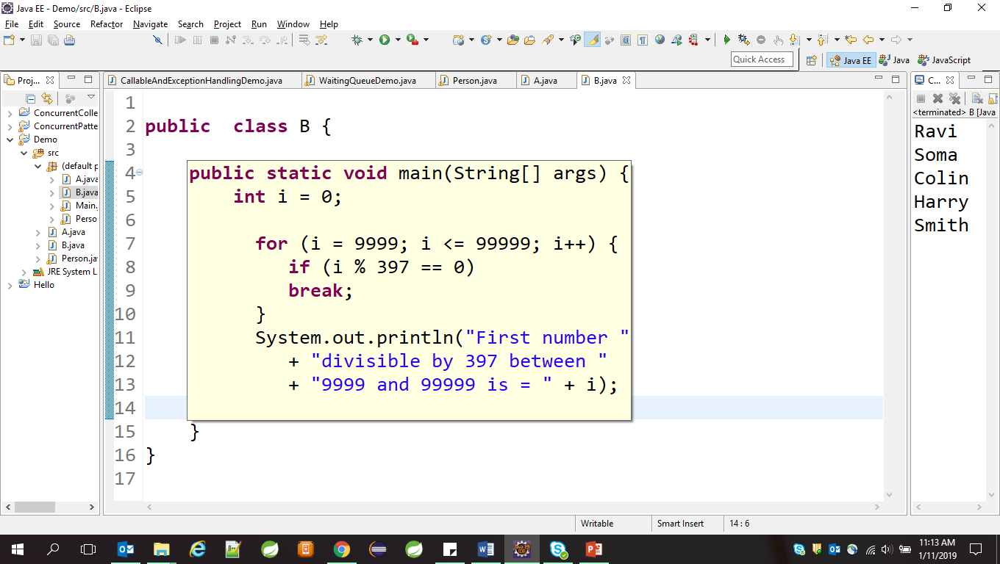 Java EE - Demo/src/B.java - Eclipse
File Edit Source Refactor Navigate Search Project Run Window Help
Quick Access Java EE Java JavaScript
Proj...
ConcurrentColle
ConcurrentPatte
Demo
src
(default p
A.java
B.java
Main.
Perso
A.java
B.java
Person.ja
JRE System L
Hello
CallableAndExceptionHandlingDemo.java WaitingQueueDemo.java Person.java A.java B.java
1
2 public  class B {
3
4 public static void main(String[] args) {
5 int i = 0;
6
7 for (i = 9999; i <= 99999; i++) {
8 if (i % 397 == 0)
9 break;
10 }
11 System.out.println("First number "
12 + "divisible by 397 between "
13 + "9999 and 99999 is = " + i);
14
15 }
16 }
17
C...
<terminated> B [Java
Ravi
Soma
Colin
Harry
Smith
Writable Smart Insert 14 : 6
11:13 AM
1/11/2019